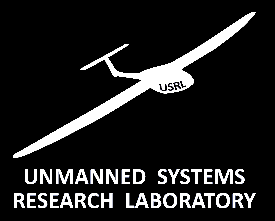 USRL
UNMANNED SYSTEMS
RESEARCH LABORATORY